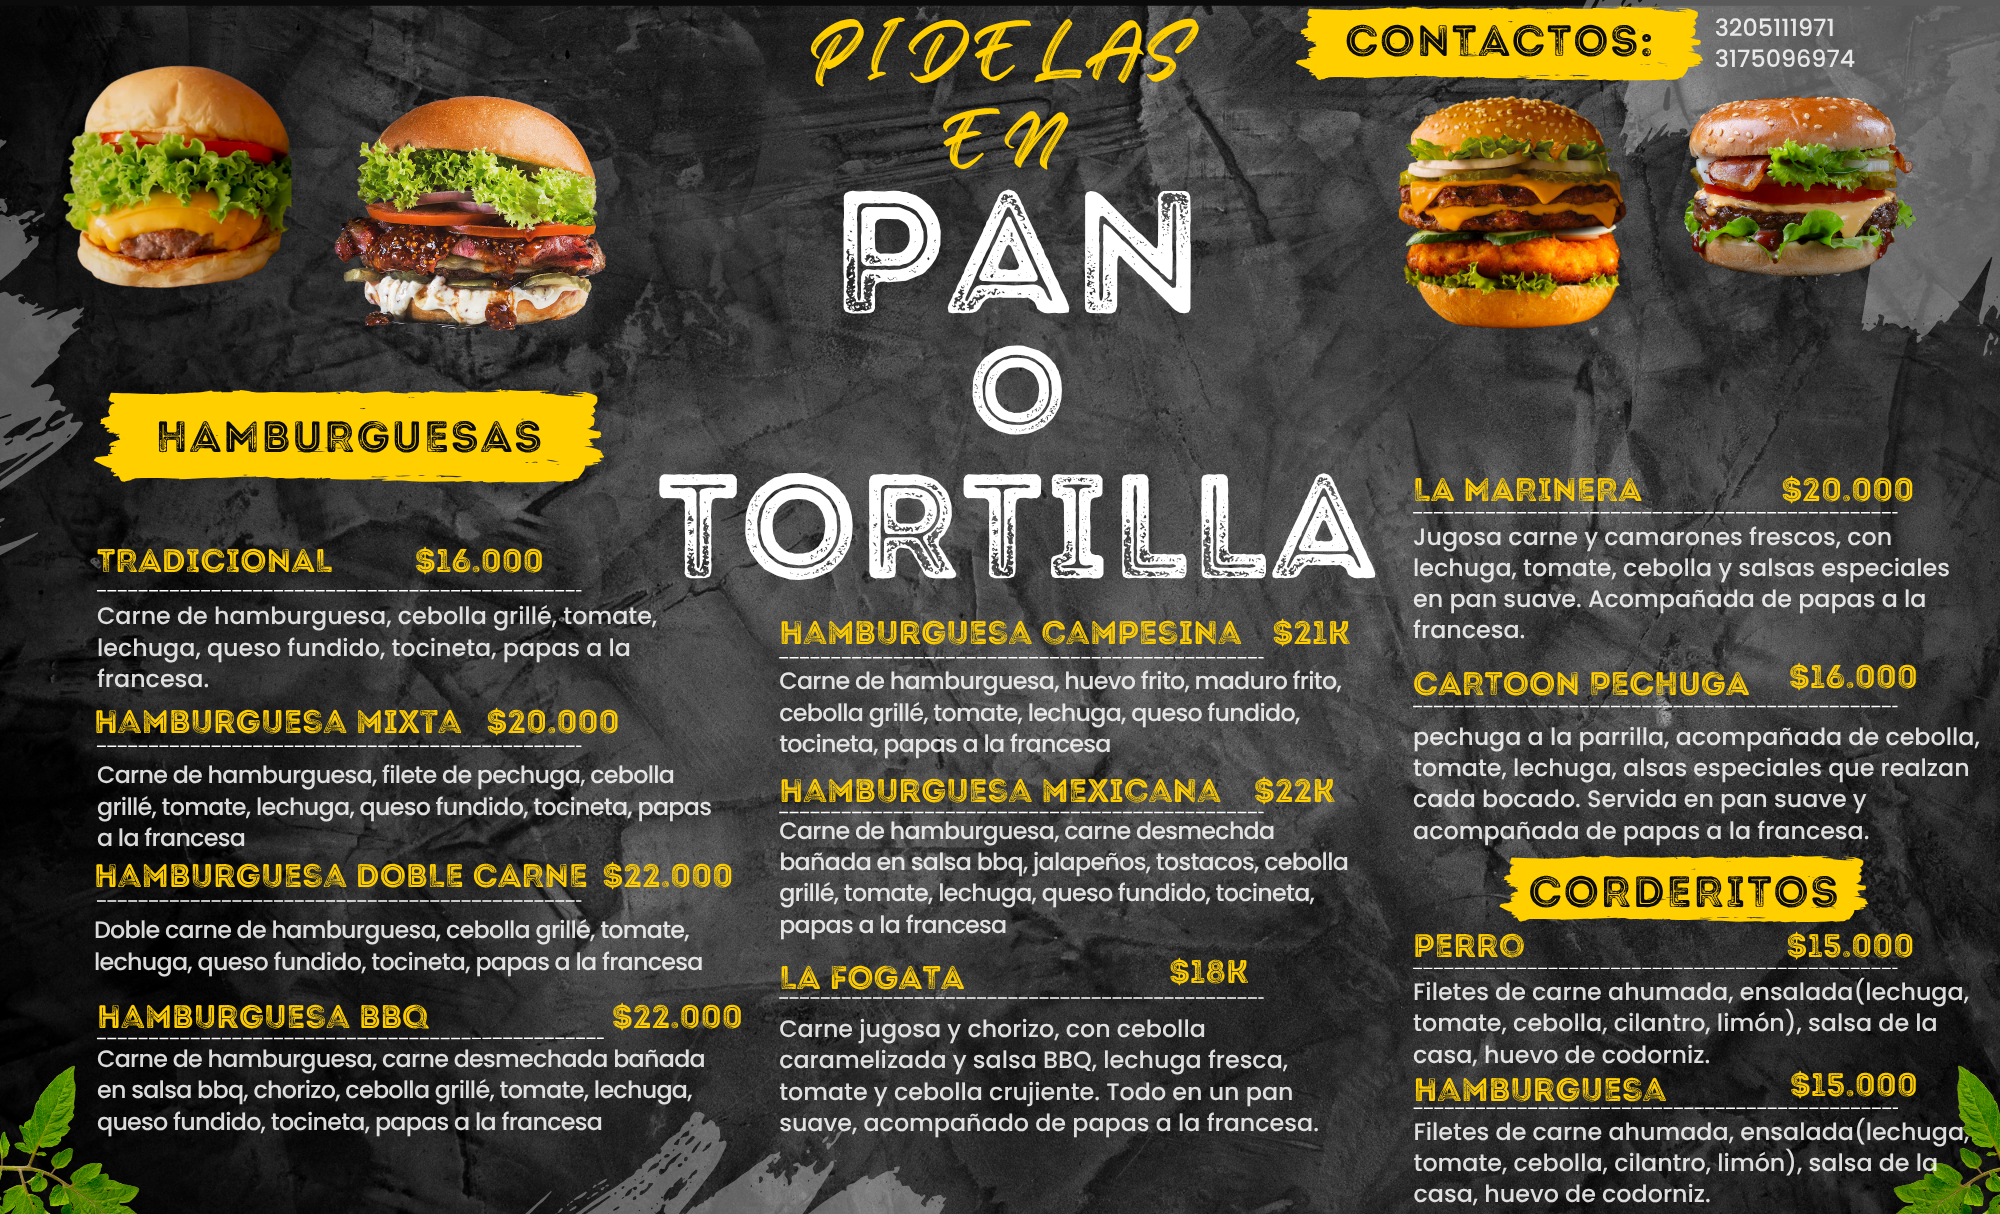 PIDELAS
EN
PAN
O
TORTILLA
CONTACTOS:
3205111971
3175096974
HAMBURGUESAS
TRADICIONAL $16.000
Carne de hamburguesa, cebolla grillé, tomate,
lechuga, queso fundido, tocineta, papas a la
francesa.
HAMBURGUESA MIXTA $20.000
Carne de hamburguesa, filete de pechuga, cebolla
grillé, tomate, lechuga, queso fundido, tocineta, papas
a la francesa
HAMBURGUESA DOBLE CARNE $22.000
Doble carne de hamburguesa, cebolla grillé, tomate,
lechuga, queso fundido, tocineta, papas a la francesa
HAMBURGUESA BBQ $22.000
Carne de hamburguesa, carne desmechada bañada
en salsa bbq, chorizo, cebolla grillé, tomate, lechuga,
queso fundido, tocineta, papas a la francesa
HAMBURGUESA CAMPESINA $21K
Carne de hamburguesa, huevo frito, maduro frito,
cebolla grillé, tomate, lechuga, queso fundido,
tocineta, papas a la francesa
HAMBURGUESA MEXICANA $22K
Carne de hamburguesa, carne desmechda
bañada en salsa bbq, jalapeños, tostacos, cebolla
grillé, tomate, lechuga, queso fundido, tocineta,
papas a la francesa
LA FOGATA $18K
Carne jugosa y chorizo, con cebolla
caramelizada y salsa BBQ, lechuga fresca,
tomate y cebolla crujiente. Todo en un pan
suave, acompañado de papas a la francesa.
LA MARINERA $20.000
Jugosa carne y camarones frescos, con
lechuga, tomate, cebolla y salsas especiales
en pan suave. Acompañada de papas a la
francesa.
CARTOON PECHUGA $16.000
pechuga a la parrilla, acompañada de cebolla,
tomate, lechuga, alsas especiales que realzan
cada bocado. Servida en pan suave y
acompañada de papas a la francesa.
CORDERITOS
PERRO $15.000
Filetes de carne ahumada, ensalada(lechuga,
tomate, cebolla, cilantro, limón), salsa de la
casa, huevo de codorniz.
HAMBURGUESA $15.000
Filetes de carne ahumada, ensalada(lechuga,
tomate, cebolla, cilantro, limón), salsa de la
casa, huevo de codorniz.